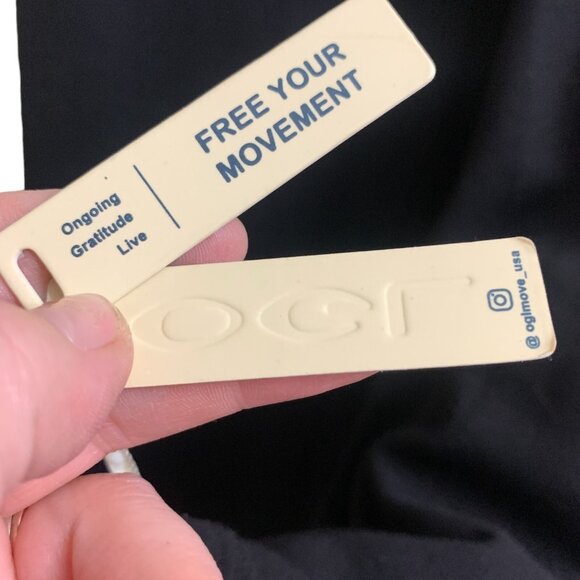 FREE YOUR
MOVEMENT
Ongoing
Gratitude
Live
OGL
@oglmove_usa